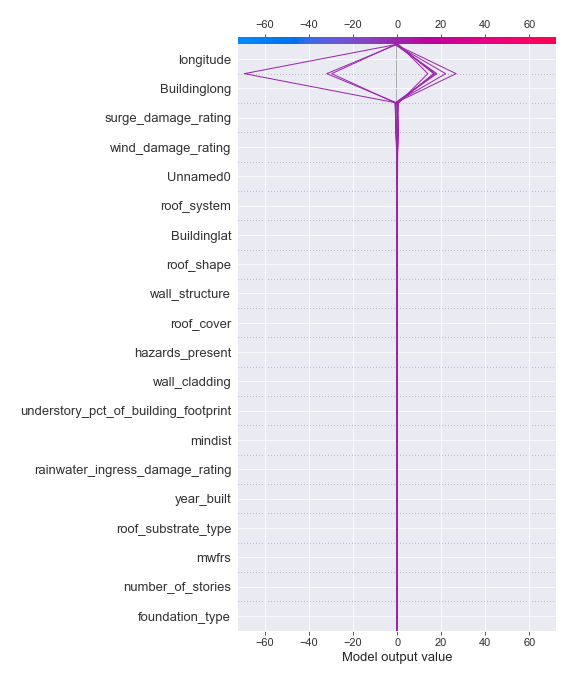 −60 −40 −20 0 20 40 60
longitude
Buildinglong
surge_damage_rating
wind_damage_rating
Unnamed0
roof_system
Buildinglat
roof_shape
wall_structure
roof_cover
hazards_present
wall_cladding
understory_pct_of_building_footprint
mindist
rainwater_ingress_damage_rating
year_built
roof_substrate_type
mwfrs
number_of_stories
foundation_type
−60 −40 −20 0 20 40 60
Model output value